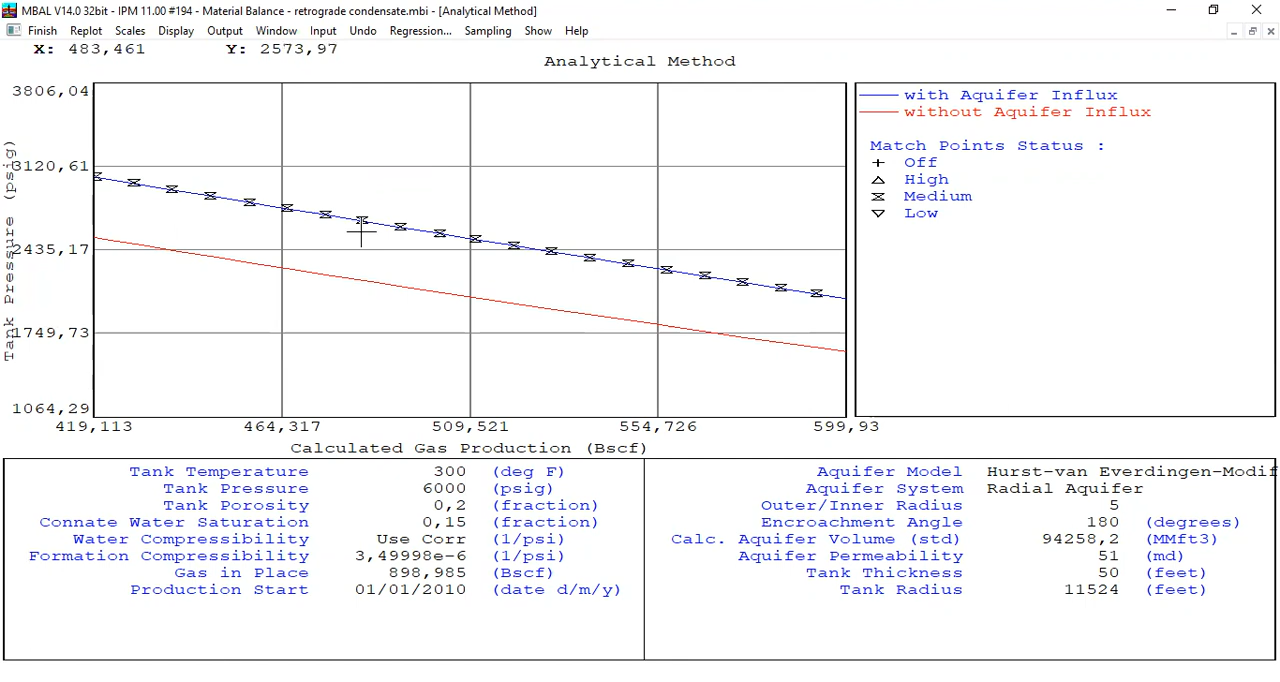 MBAL V14.0 32bit - IPM 11.00 #194 - Material Balance - retrograde condensate.mbi - [Analytical Method]
Finish Replot Scales Display Output Window Input Undo Regression... Sampling Show Help
X: 483,461 Y: 2573,97
Analytical Method
3806,04
3120,61
2435,17
1749,73
1064,29
Tank Pressure (psig)
419,113 464,317 509,521 554,726 599,93
Calculated Gas Production (Bscf)
with Aquifer Influx
without Aquifer Influx
Match Points Status :
Off
High
Medium
Low
Tank Temperature 300 (deg F)
Tank Pressure 6000 (psig)
Tank Porosity 0,2 (fraction)
Connate Water Saturation 0,15 (fraction)
Water Compressibility Use Corr (1/psi)
Formation Compressibility 3,49998e-6 (1/psi)
Gas in Place 898,985 (Bscf)
Production Start 01/01/2010 (date d/m/y)
Aquifer Model Hurst-van Everdingen-Modif
Aquifer System Radial Aquifer
Outer/Inner Radius 5
Encroachment Angle 180 (degrees)
Calc. Aquifer Volume (std) 94258,2 (MMft3)
Aquifer Permeability 51 (md)
Tank Thickness 50 (feet)
Tank Radius 11524 (feet)